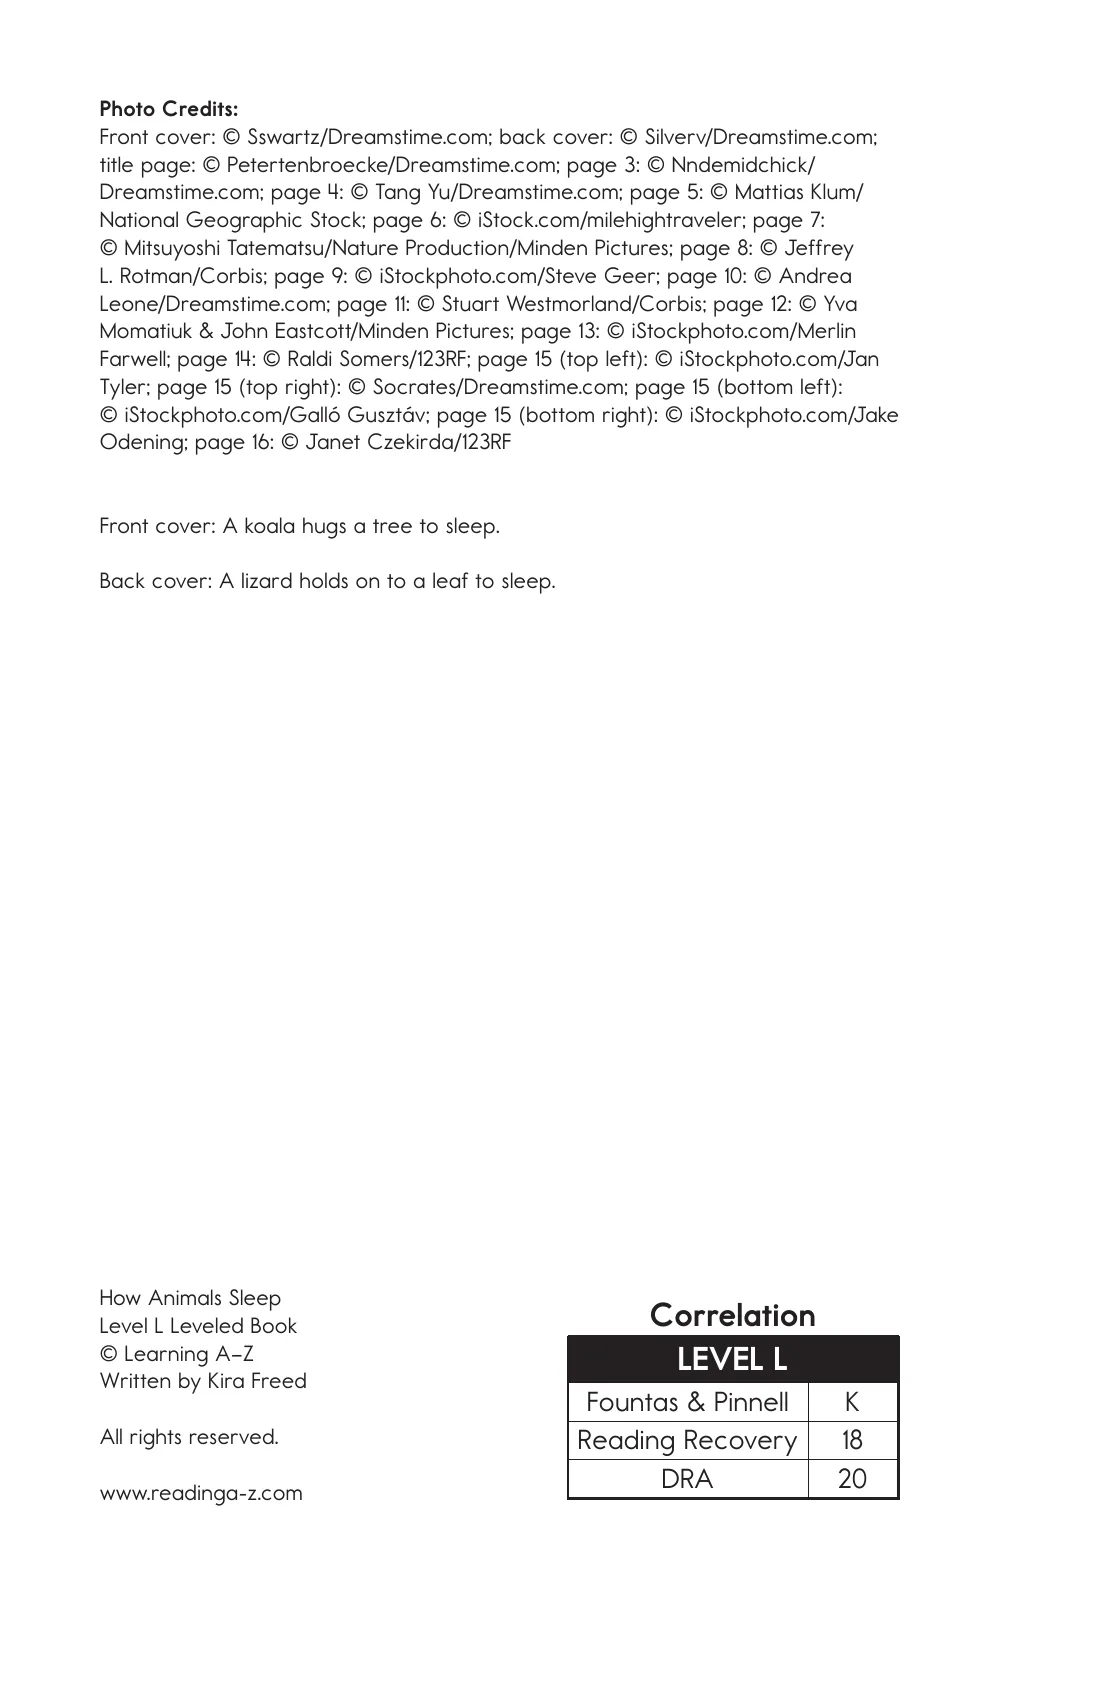 Photo Credits:
Front cover: © Sswartz/Dreamstime.com; back cover: © Silverv/Dreamstime.com;
title page: © Petertenbroecke/Dreamstime.com; page 3: © Nndemidchick/
Dreamstime.com; page 4: © Tang Yu/Dreamstime.com; page 5: © Mattias Klum/
National Geographic Stock; page 6: © iStock.com/milehightraveler; page 7:
© Mitsuyoshi Tatematsu/Nature Production/Minden Pictures; page 8: © Jeffrey
L. Rotman/Corbis; page 9: © iStockphoto.com/Steve Geer; page 10: © Andrea
Leone/Dreamstime.com; page 11: © Stuart Westmorland/Corbis; page 12: © Yva
Momatiuk & John Eastcott/Minden Pictures; page 13: © iStockphoto.com/Merlin
Farwell; page 14: © Raldi Somers/123RF; page 15 (top left): © iStockphoto.com/Jan
Tyler; page 15 (top right): © Socrates/Dreamstime.com; page 15 (bottom left):
© iStockphoto.com/Galló Gusztáv; page 15 (bottom right): © iStockphoto.com/Jake
Odening; page 16: © Janet Czekirda/123RF
Front cover: A koala hugs a tree to sleep.
Back cover: A lizard holds on to a leaf to sleep.
How Animals Sleep
Level L Leveled Book
© Learning A–Z
Written by Kira Freed
All rights reserved.
www.readinga-z.com
Correlation
LEVEL L
Fountas & Pinnell K
Reading Recovery 18
DRA 20